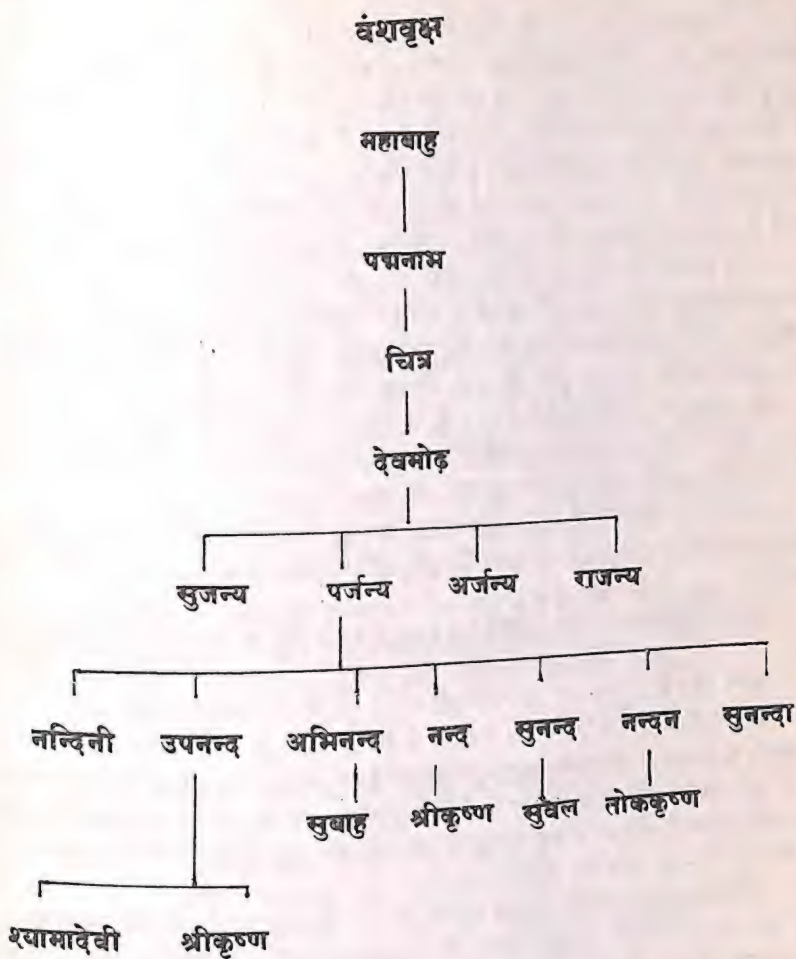 वंशवृक्ष
महाबाहु
पद्मनाभ
चित्र
देवमोढ़
सुजन्य पर्जन्य अर्जन्य राजन्य
नन्दिनी उपनन्द अभिनन्द नन्द सुनन्द नन्दन सुनन्दा
सुबाहु श्रीकृष्ण सुवल तोककृष्ण
श्यामादेवी श्रीकृष्ण